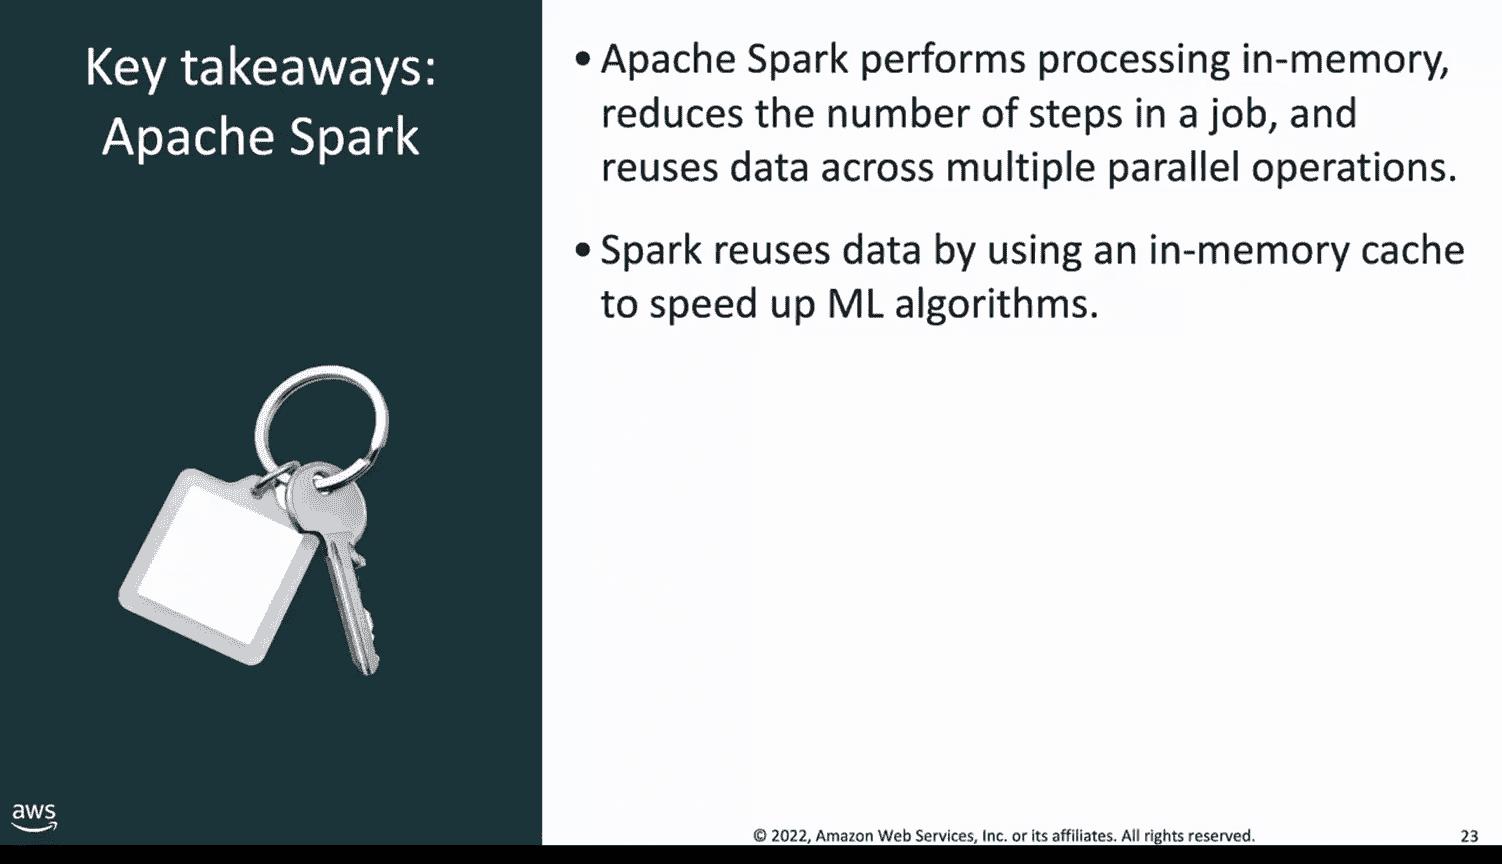 Key takeaways:
Apache Spark
• Apache Spark performs processing in-memory,
reduces the number of steps in a job, and
reuses data across multiple parallel operations.
• Spark reuses data by using an in-memory cache
to speed up ML algorithms.
aws
© 2022, Amazon Web Services, Inc. or its affiliates. All rights reserved.
23